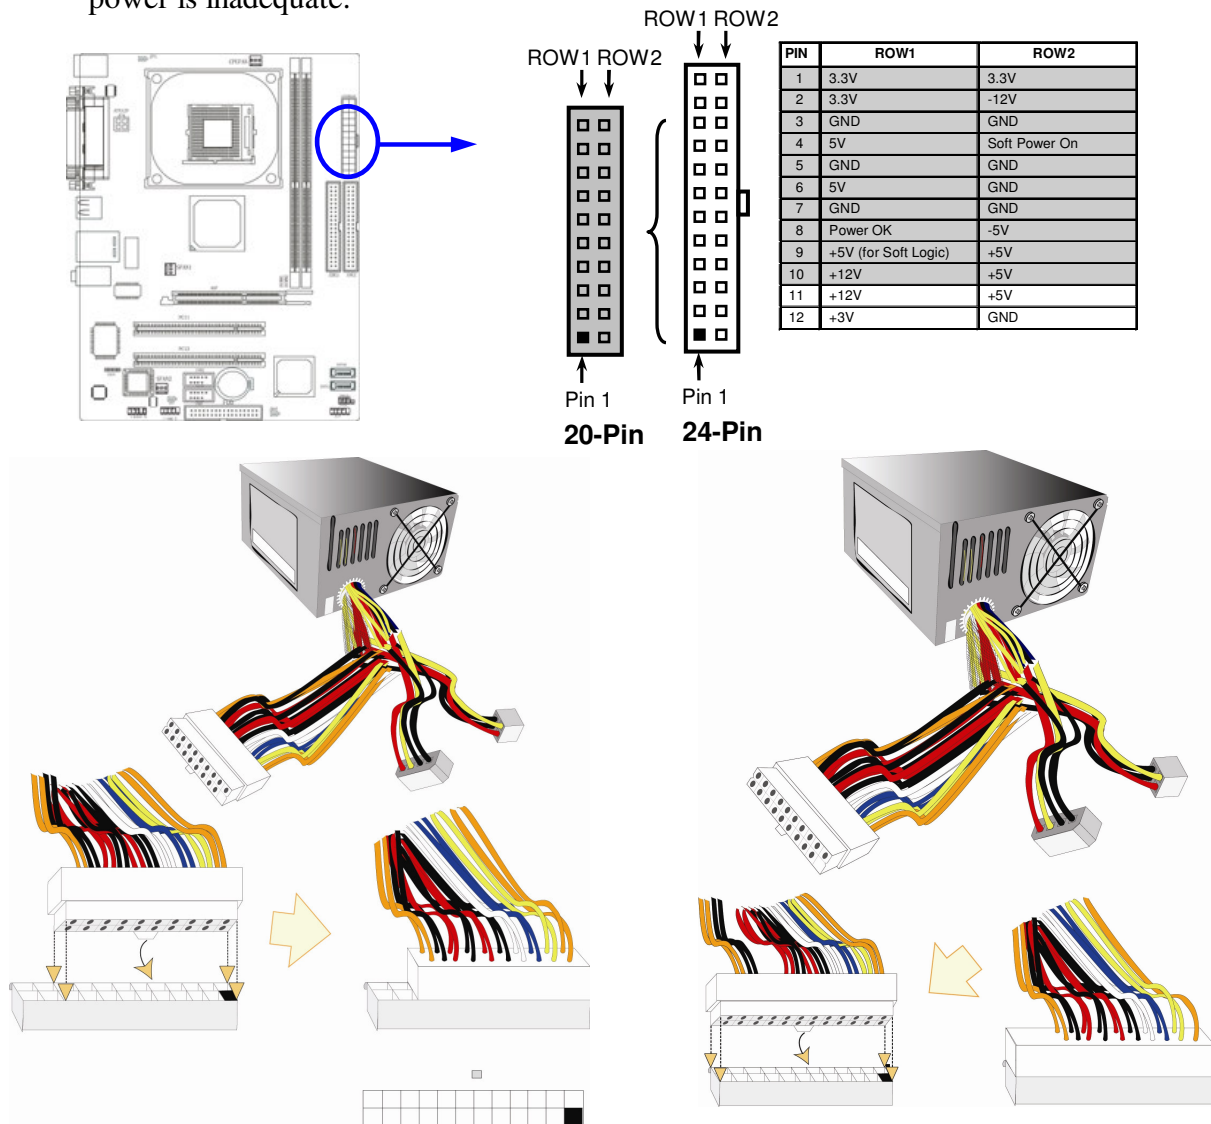 power is inadequate.
ROW1 ROW2
ROW1 ROW2
PIN ROW1 ROW2
1 3.3V 3.3V
2 3.3V -12V
3 GND GND
4 5V Soft Power On
5 GND GND
6 5V GND
7 GND GND
8 Power OK -5V
9 +5V (for Soft Logic) +5V
10 +12V +5V
11 +12V +5V
12 +3V GND
Pin 1 Pin 1
20-Pin 24-Pin